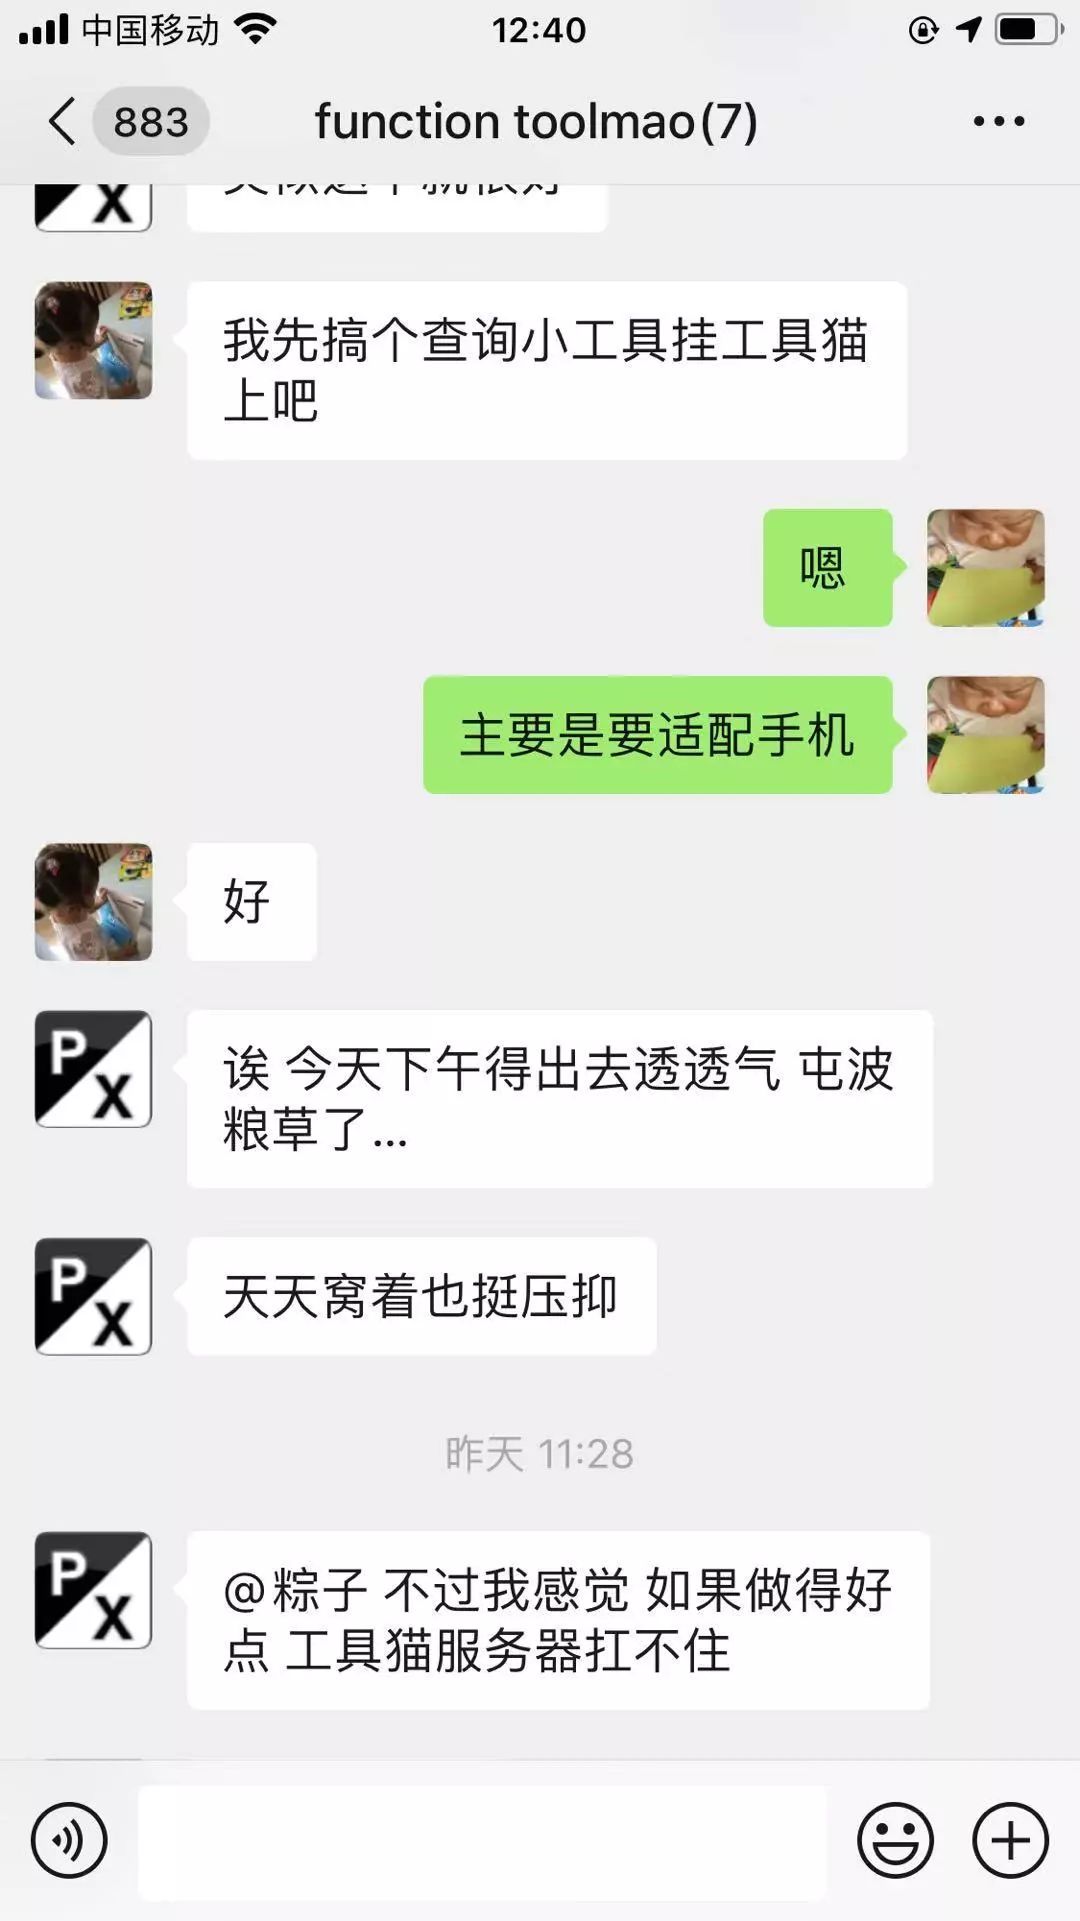 中国移动
12:40
883
function toolmao(7)
X
我先搞个查询小工具挂工具猫
上吧
嗯
主要是要适配手机
好
P
X
诶 今天下午得出去透透气 屯波
粮草了...
P
X
天天窝着也挺压抑
昨天 11:28
P
X
@粽子 不过我感觉 如果做得好
点 工具猫服务器扛不住